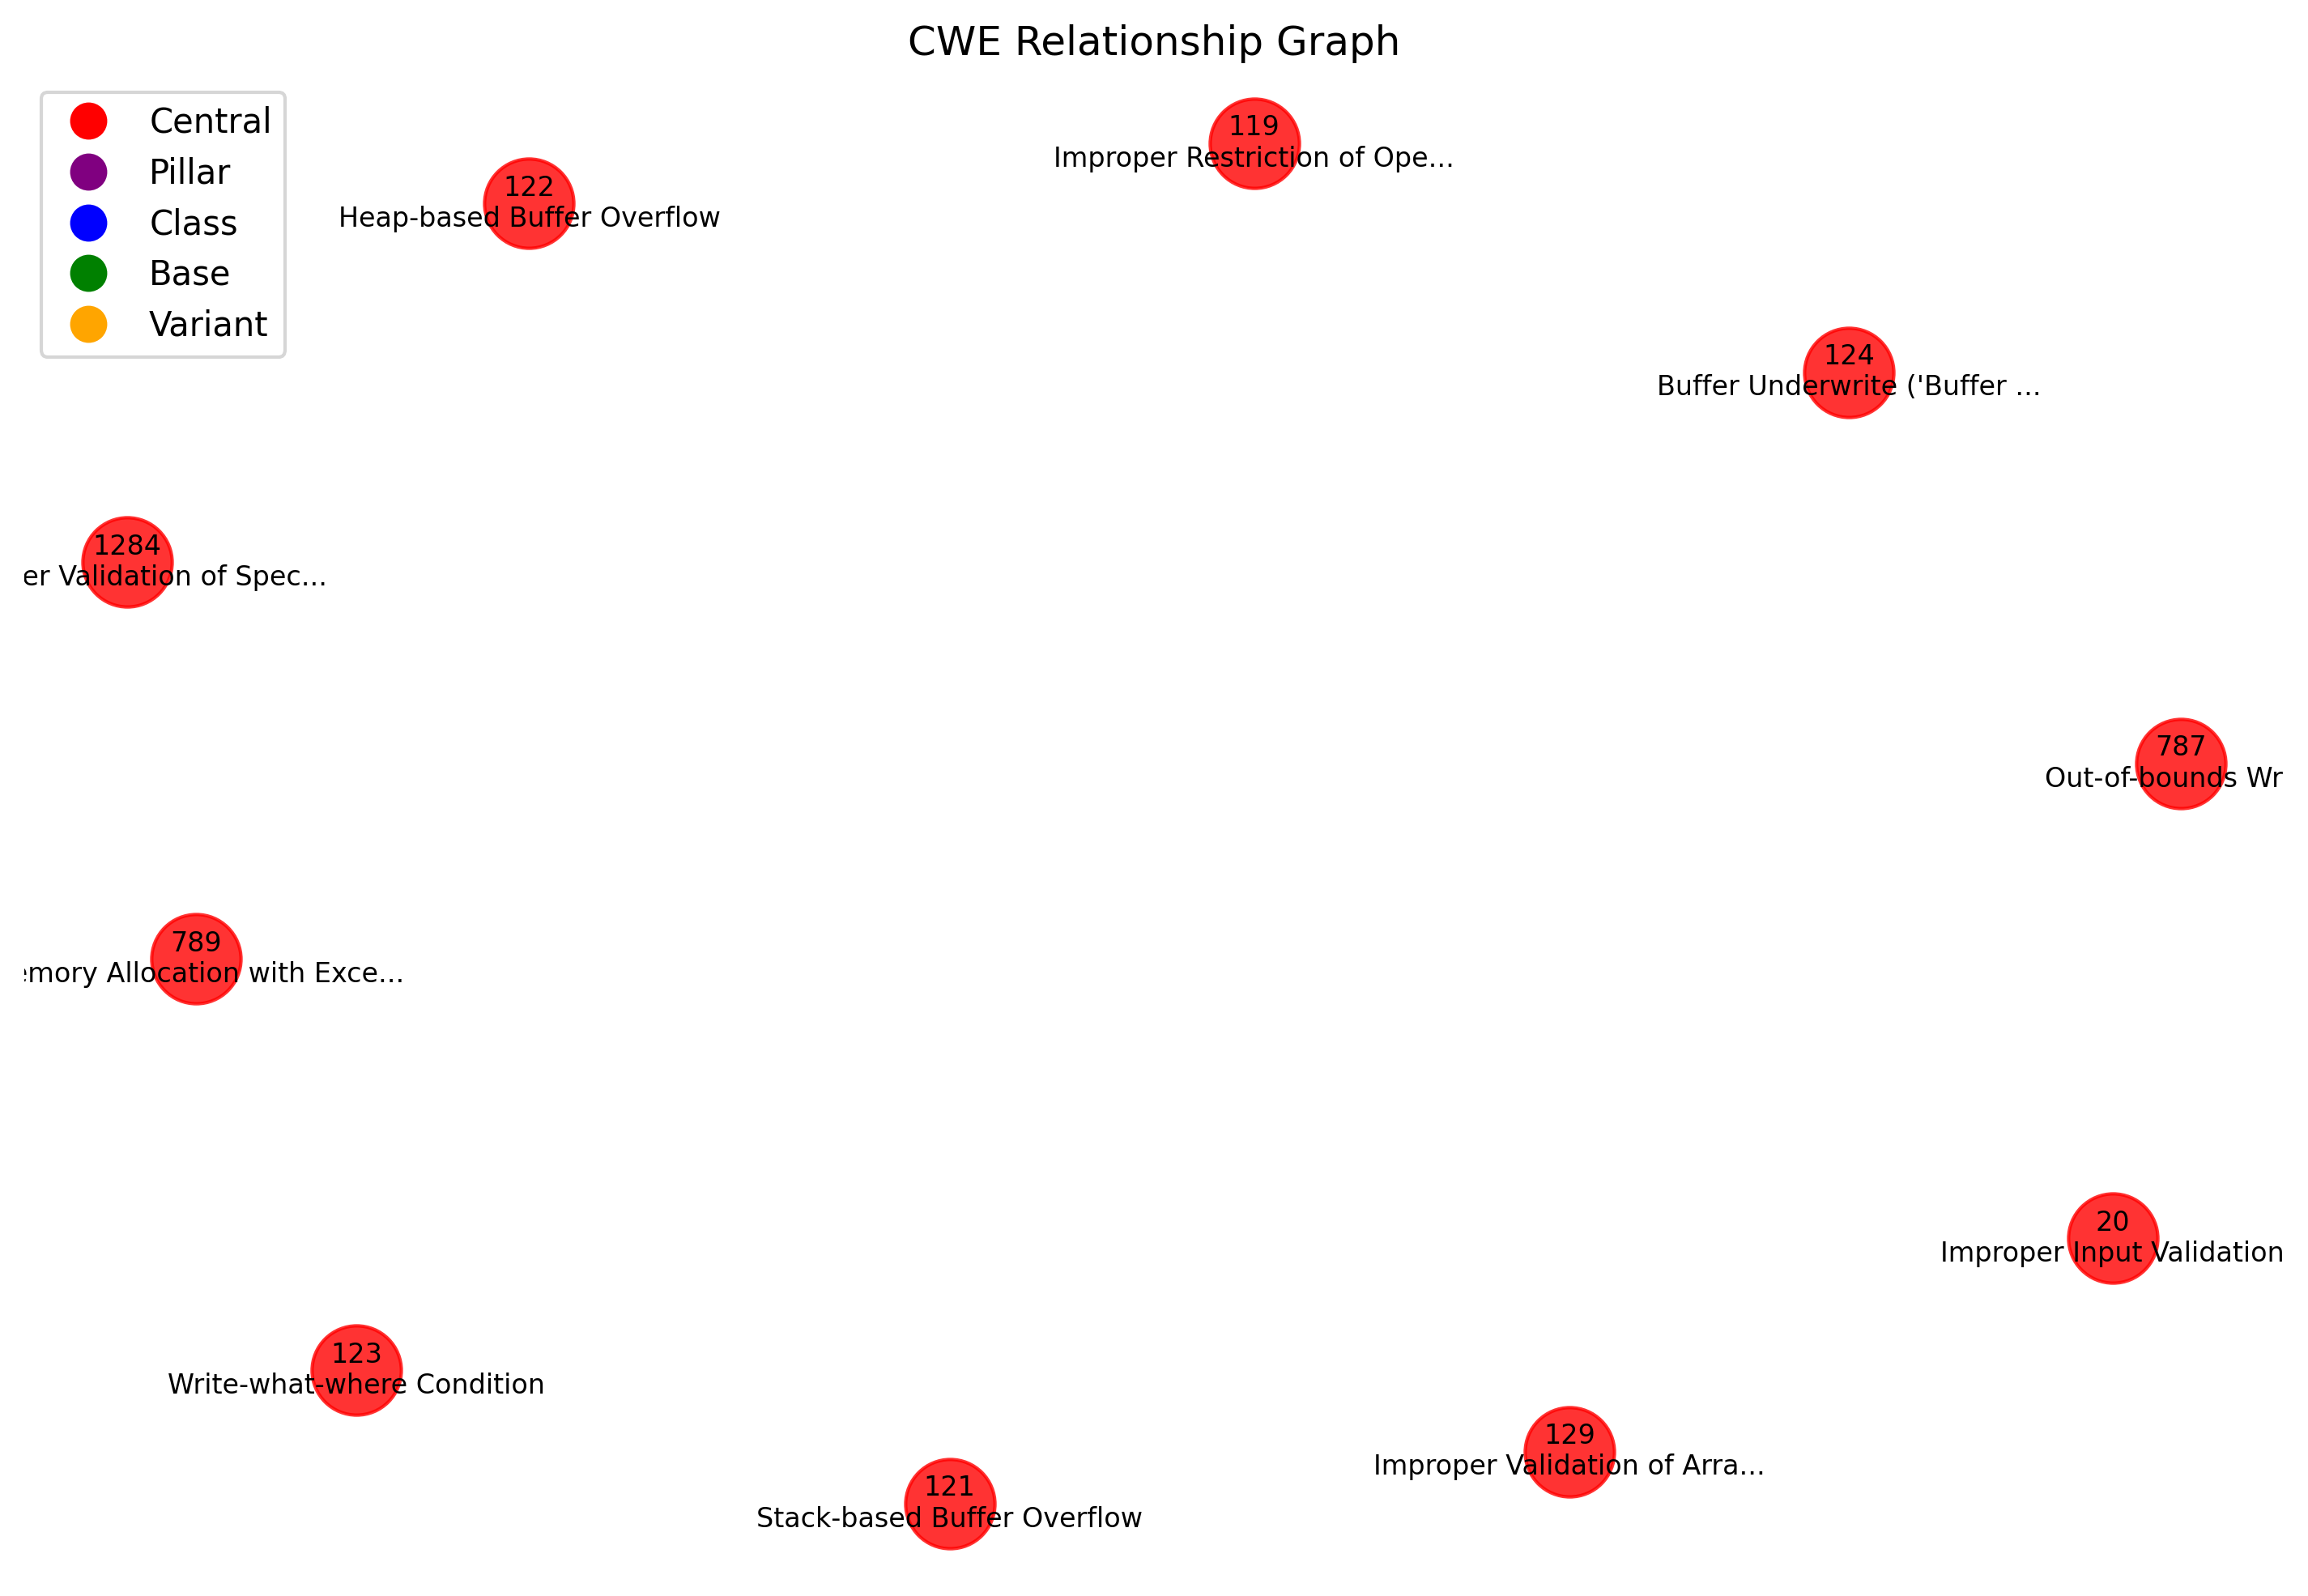 CWE Relationship Graph
Central
Pillar
Class
Base
Variant
119
Improper Restriction of Ope...
122
Heap-based Buffer Overflow
124
Buffer Underwrite ('Buffer ...
1284
er Validation of Spec...
787
Out-of-bounds Wr
789
emory Allocation with Exce...
20
Improper Input Validation
123
Write-what-where Condition
129
Improper Validation of Arra...
121
Stack-based Buffer Overflow